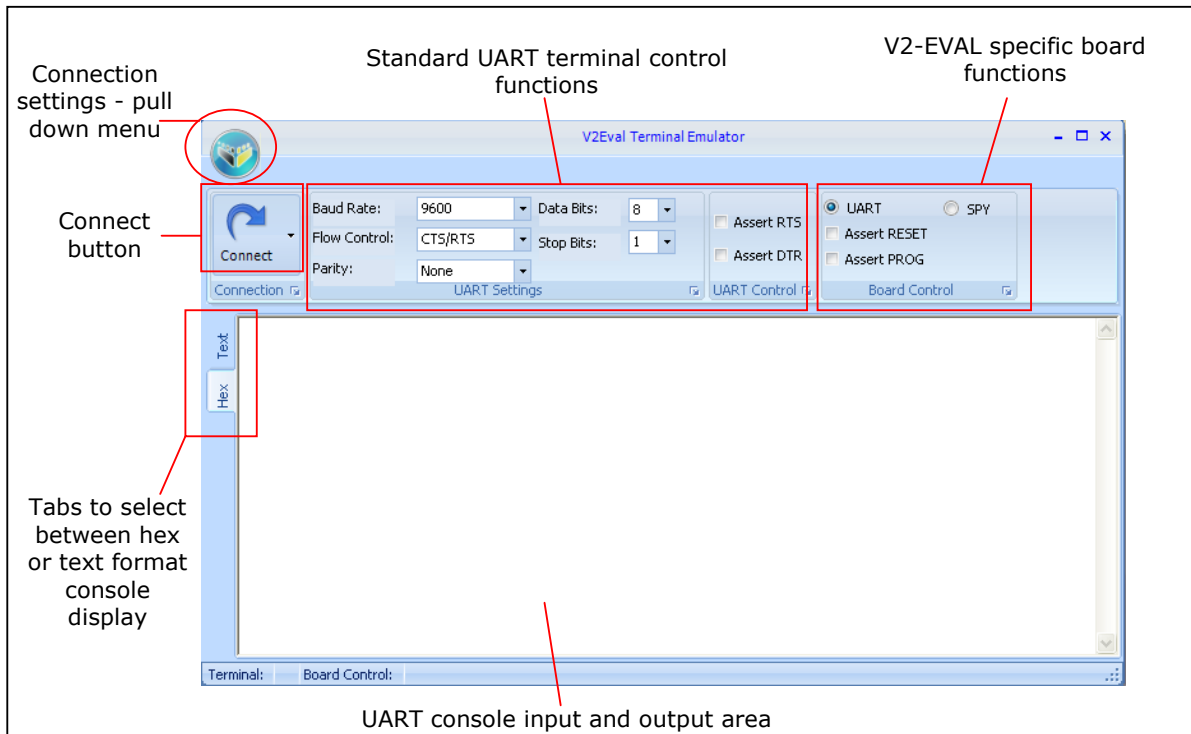 Connection
settings - pull
down menu
Standard UART terminal control
functions
V2-EVAL specific board
functions
V2Eval Terminal Emulator
Connect
button
Connect
Connection
Baud Rate: 9600
Data Bits: 8
Flow Control: CTS/RTS
Stop Bits: 1
Parity: None
UART Settings
Assert RTS
Assert DTR
UART Control
UART
SPY
Assert RESET
Assert PROG
Board Control
Text
Hex
Tabs to select
between hex
or text format
console
display
Terminal:
Board Control:
UART console input and output area